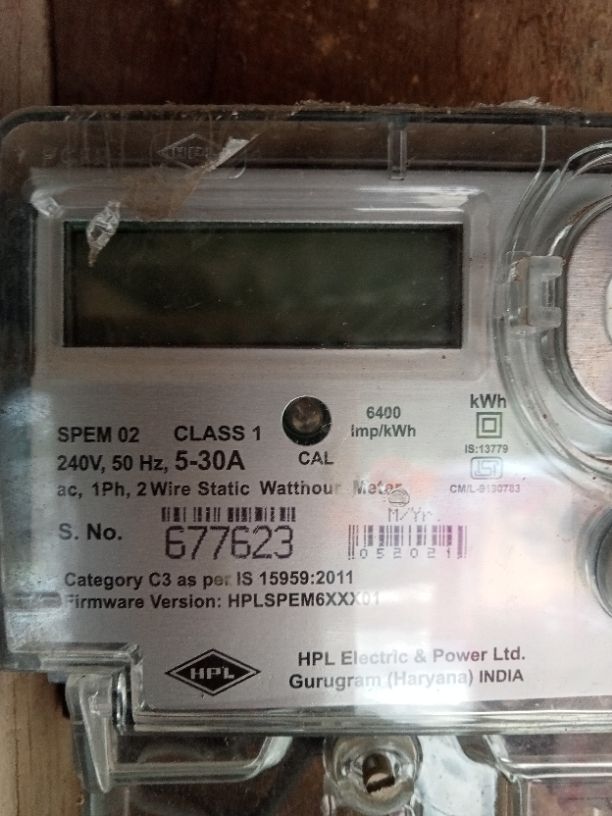 HPL
SPEM 02 CLASS 1
240V, 50 Hz, 5-30A
CAL
6400
Imp/kWh
kWh
IS:13779
ISI
CM/L-9130783
ac, 1Ph, 2 Wire Static Watthour Meter
M/Yr.
S. No. 677623
052021
Category C3 as per IS 15959:2011
Firmware Version: HPLSPEM6XXX01
HPL
HPL Electric & Power Ltd.
Gurugram (Haryana) INDIA